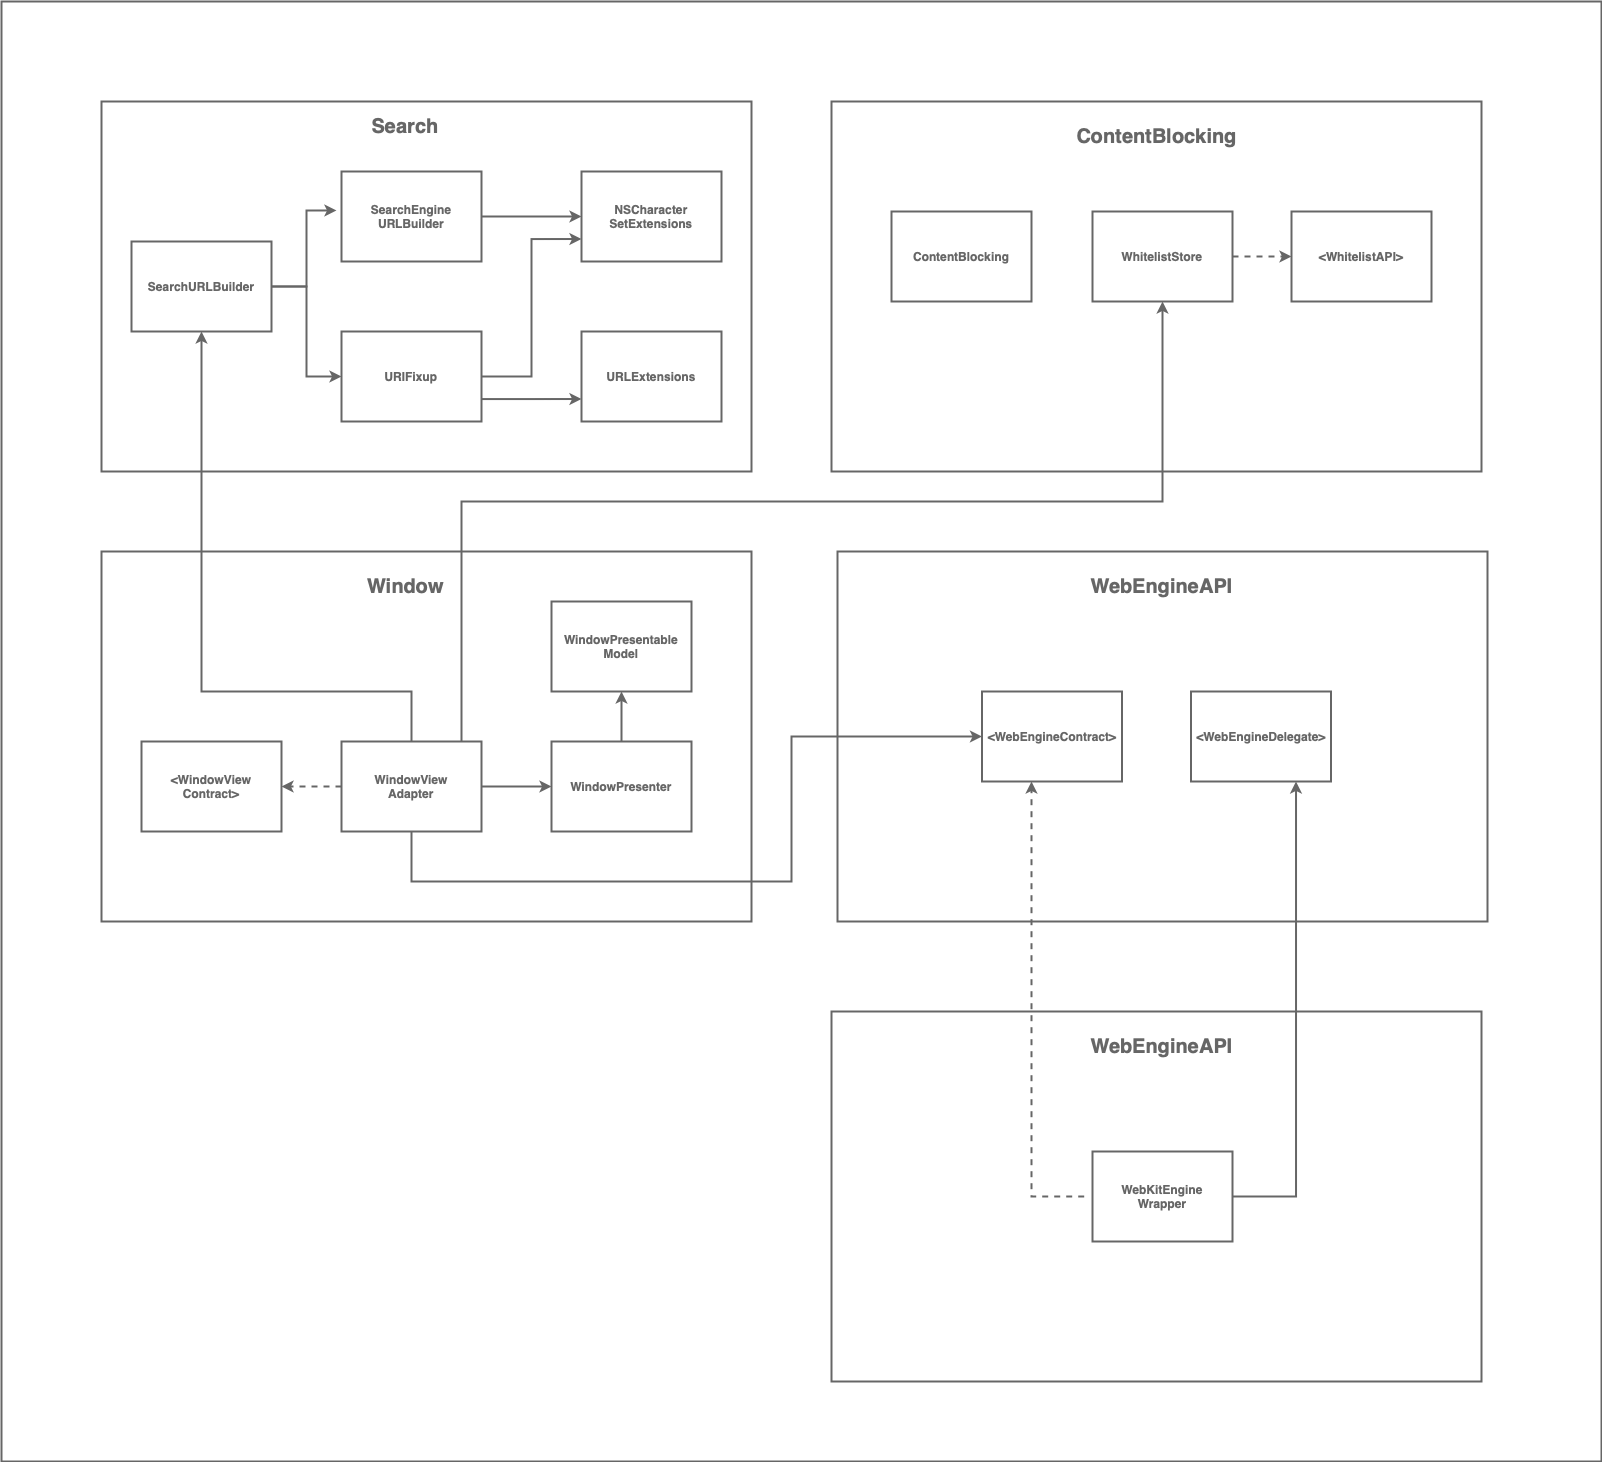 Search
SearchEngine
URLBuilder
NSCharacter
SetExtensions
SearchURLBuilder
URIFixup
URLExtensions
ContentBlocking
ContentBlocking
WhitelistStore
<WhitelistAPI>
Window
WindowPresentable
Model
<WindowView
Contract>
WindowView
Adapter
WindowPresenter
WebEngineAPI
<WebEngineContract>
<WebEngineDelegate>
WebEngineAPI
WebKitEngine
Wrapper